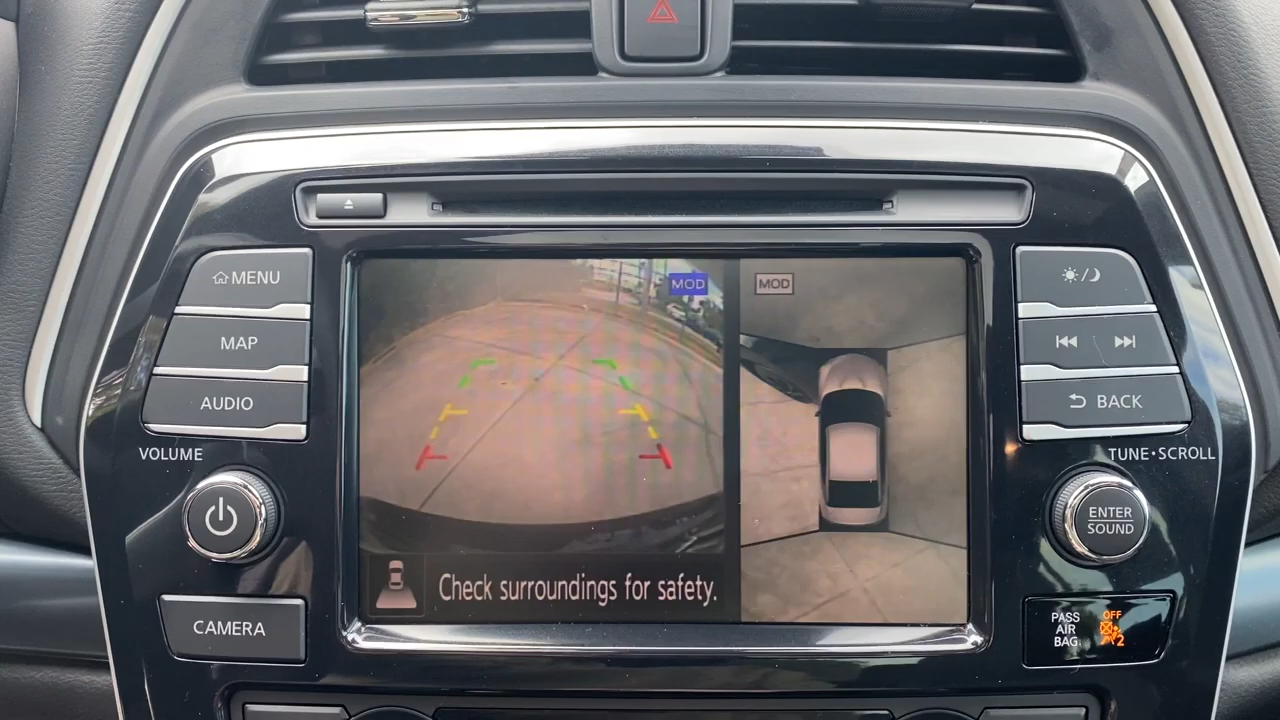 MENU
MAP
AUDIO
VOLUME
CAMERA
MOD
MOD
Check surroundings for safety.
BACK
TUNE•SCROLL
ENTER
SOUND
PASS
AIR
BAG
OFF
2